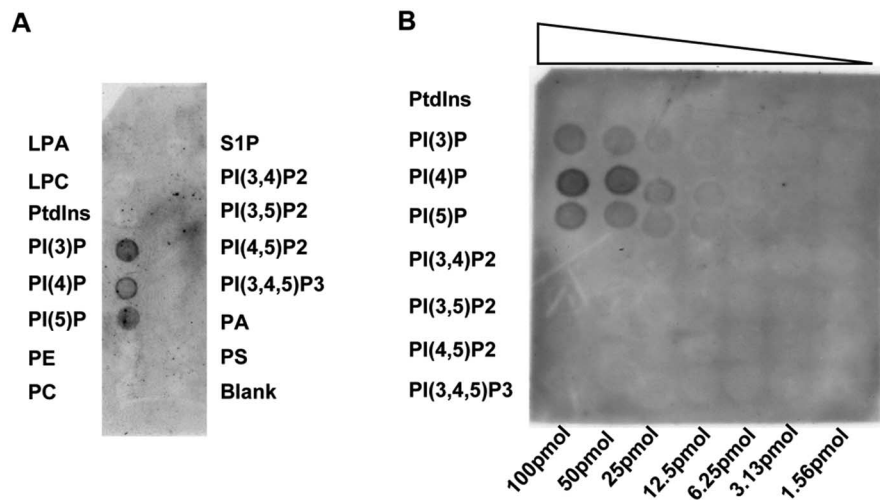 A
LPA
LPC
PtdIns
PI(3)P
PI(4)P
PI(5)P
PE
PC
S1P
PI(3,4)P2
PI(3,5)P2
PI(4,5)P2
PI(3,4,5)P3
PA
PS
Blank
B
PtdIns
PI(3)P
PI(4)P
PI(5)P
PI(3,4)P2
PI(3,5)P2
PI(4,5)P2
PI(3,4,5)P3
100pmol
50pmol
25pmol
12.5pmol
6.25pmol
3.13pmol
1.56pmol